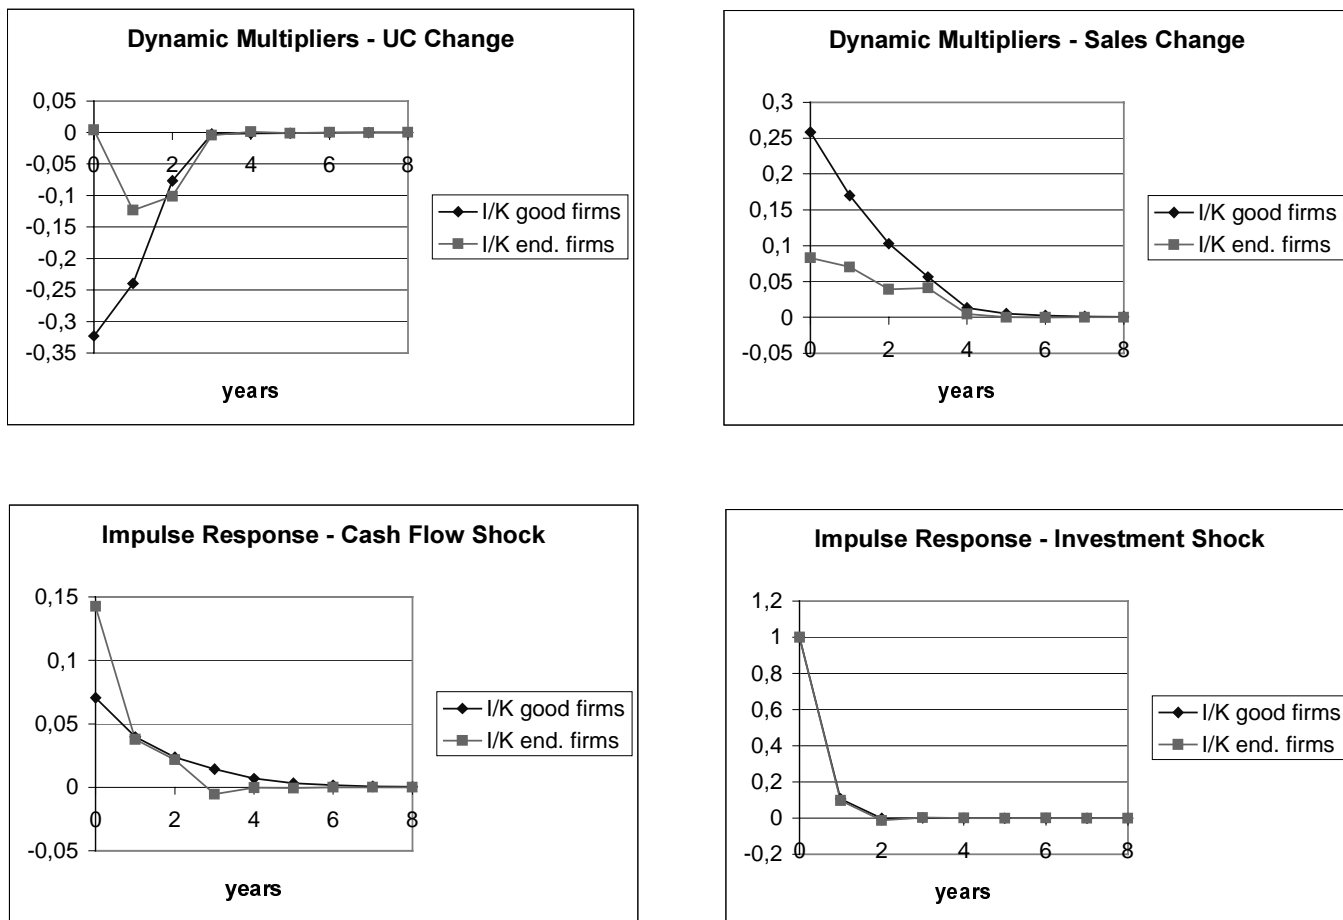 Dynamic Multipliers - UC Change
0,05
0
-0,05
-0,1
-0,15
-0,2
-0,25
-0,3
-0,35
0 2 4 6 8
years
I/K good firms
I/K end. firms
Dynamic Multipliers - Sales Change
0,3
0,25
0,2
0,15
0,1
0,05
0
-0,05
0 2 4 6 8
years
I/K good firms
I/K end. firms
Impulse Response - Cash Flow Shock
0,15
0,1
0,05
0
-0,05
0 2 4 6 8
years
I/K good firms
I/K end. firms
Impulse Response - Investment Shock
1,2
1
0,8
0,6
0,4
0,2
0
-0,2
0 2 4 6 8
years
I/K good firms
I/K end. firms